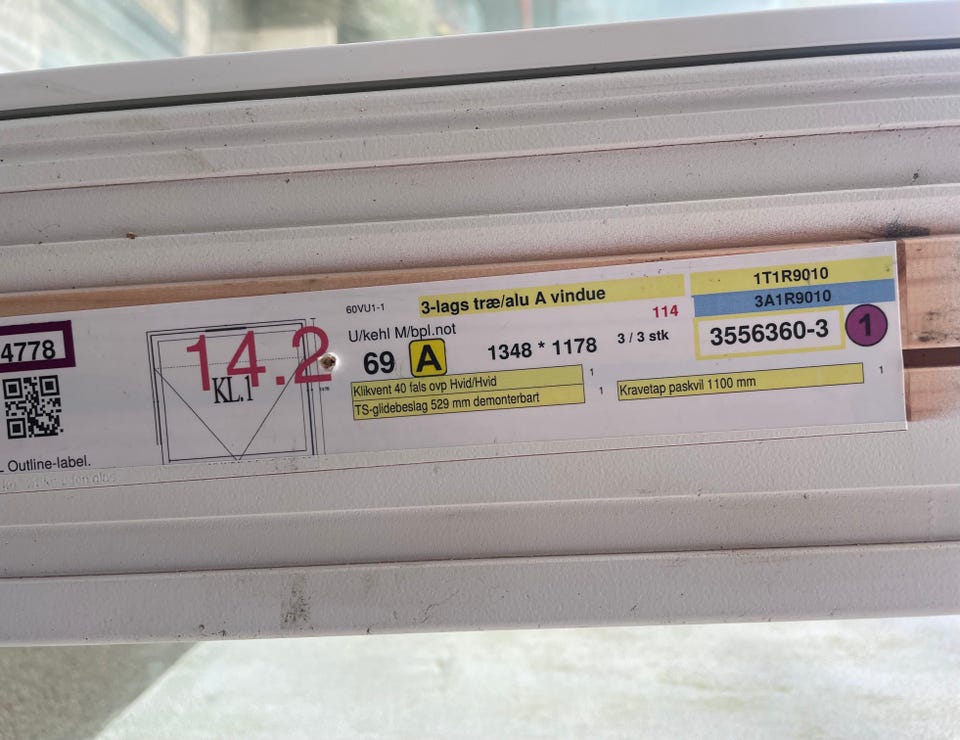 4778
Outline-label.
14.2
KL.1
60VU1-1
3-lags træ/alu A vindue
U/kehl M/bpl.not
114
69 A 1348 * 1178 3 / 3 stk
Klikvent 40 fals ovp Hvid/Hvid 1
TS-glidebeslag 529 mm demonterbart 1
Kravetap paskvil 1100 mm 1
1T1R9010
3A1R9010
3556360-3
1